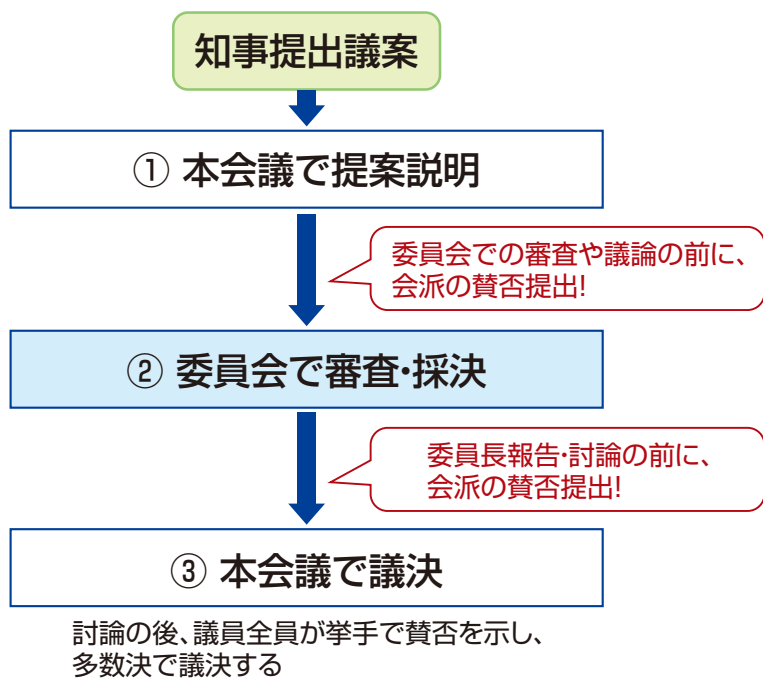 知事提出議案
① 本会議で提案説明
委員会での審査や議論の前に、
会派の賛否提出!
② 委員会で審査・採決
委員長報告・討論の前に、
会派の賛否提出!
③ 本会議で議決
討論の後、議員全員が挙手で賛否を示し、
多数決で議決する